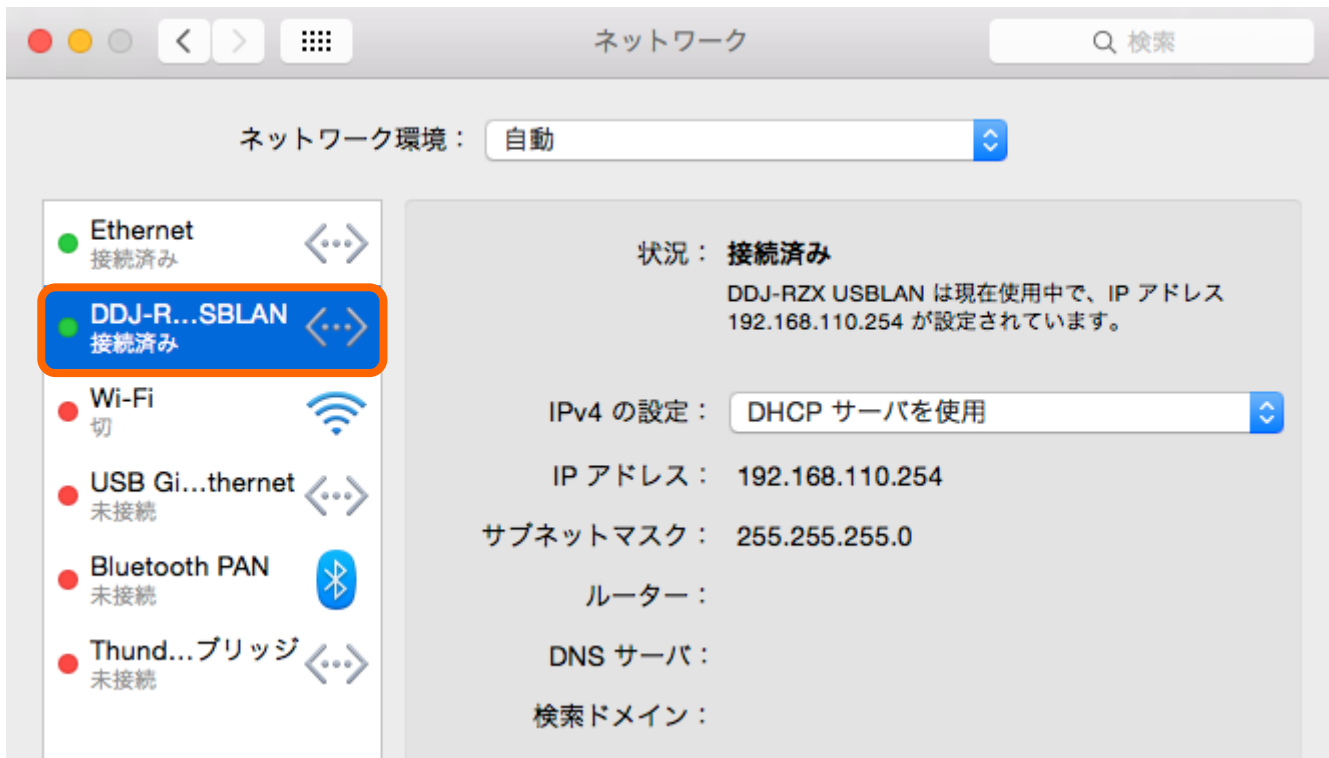 ネットワーク
検索
ネットワーク環境： 自動
Ethernet
接続済み
DDJ-R...SBLAN
接続済み
Wi-Fi
切
USB Gi...thernet
未接続
Bluetooth PAN
未接続
Thund...ブリッジ
未接続
状況： 接続済み
DDJ-RZX USBLAN は現在使用中で、IP アドレス
192.168.110.254 が設定されています。
IPv4 の設定： DHCP サーバを使用
IP アドレス： 192.168.110.254
サブネットマスク： 255.255.255.0
ルーター：
DNS サーバ：
検索ドメイン：